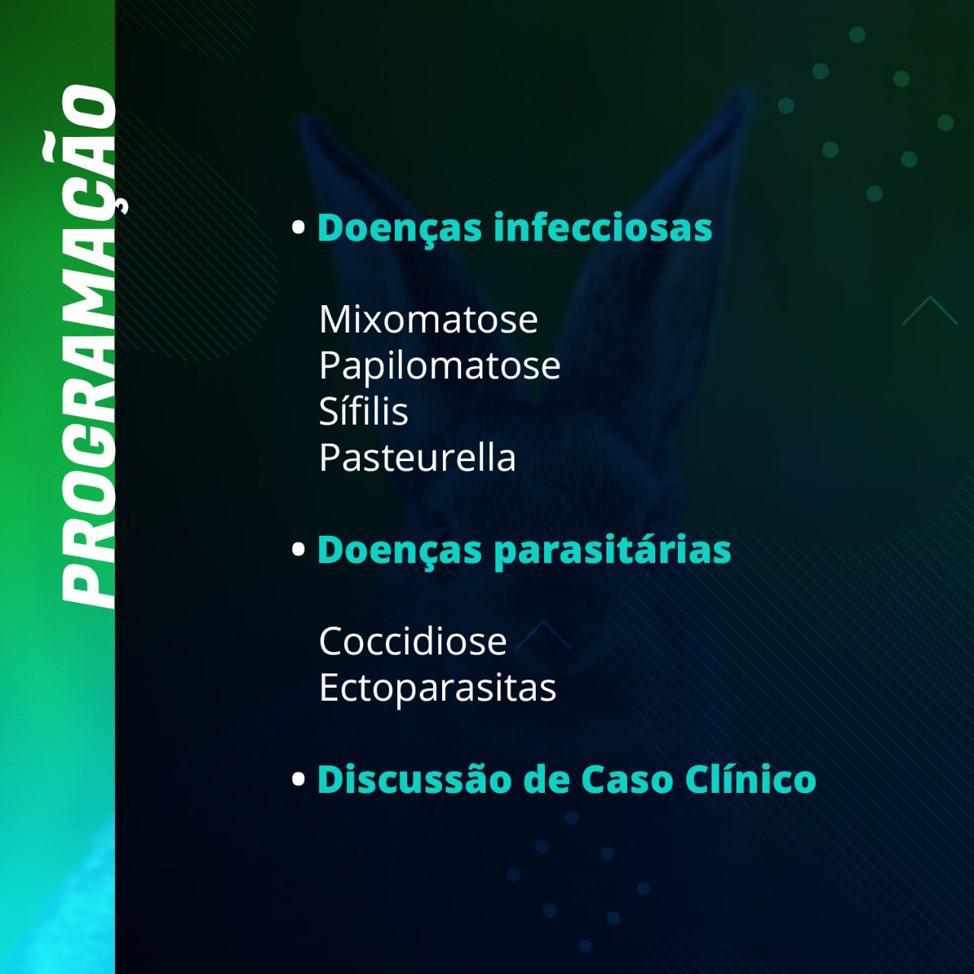 PROGRAMAÇÃO
• Doenças infecciosas
Mixomatose
Papilomatose
Sífilis
Pasteurella
• Doenças parasitárias
Coccidiose
Ectoparasitas
• Discussão de Caso Clínico